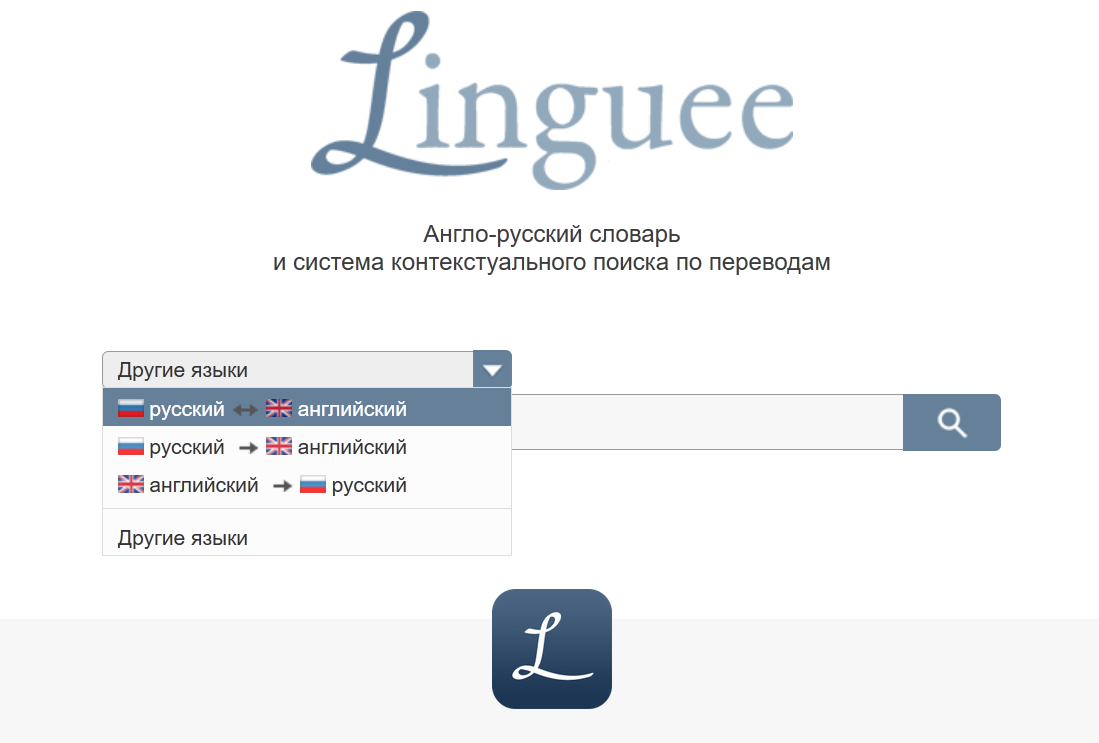 Linguee
Англо-русский словарь
и система контекстуального поиска по переводам
Другие языки
русский ↔ английский
русский → английский
английский → русский
Другие языки
L